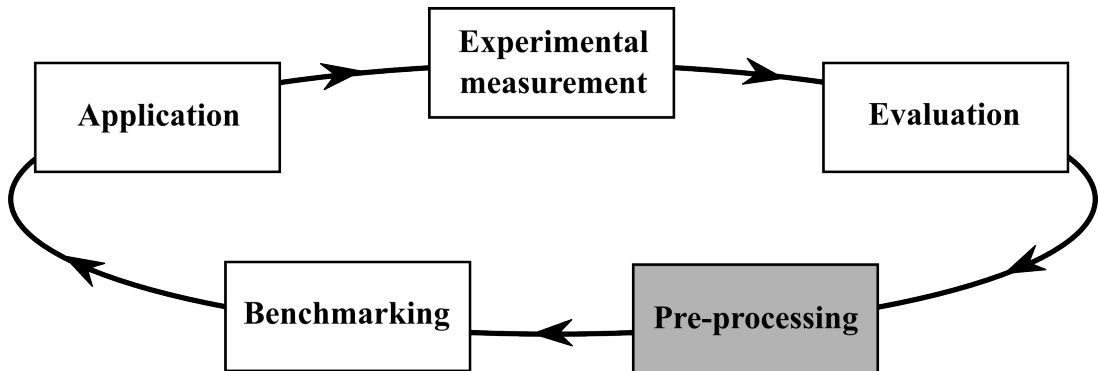 Experimental
measurement
Application
Evaluation
Benchmarking
Pre-processing